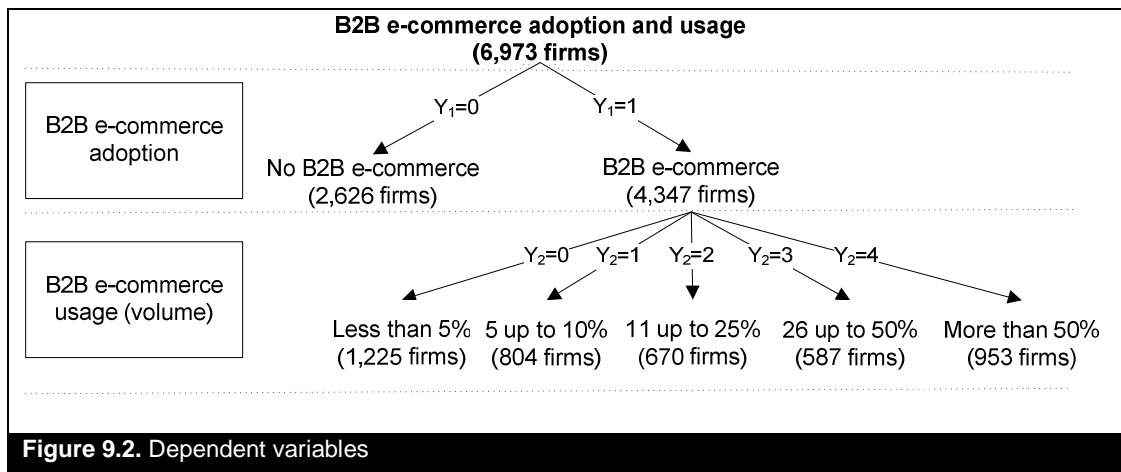 B2B e-commerce adoption and usage
(6,973 firms)
Y₁=0 Y₁=1
B2B e-commerce
adoption
No B2B e-commerce B2B e-commerce
(2,626 firms) (4,347 firms)
Y₂=0 Y₂=1 Y₂=2 Y₂=3 Y₂=4
B2B e-commerce
usage (volume)
Less than 5% 5 up to 10% 11 up to 25% 26 up to 50% More than 50%
(1,225 firms) (804 firms) (670 firms) (587 firms) (953 firms)
Figure 9.2. Dependent variables